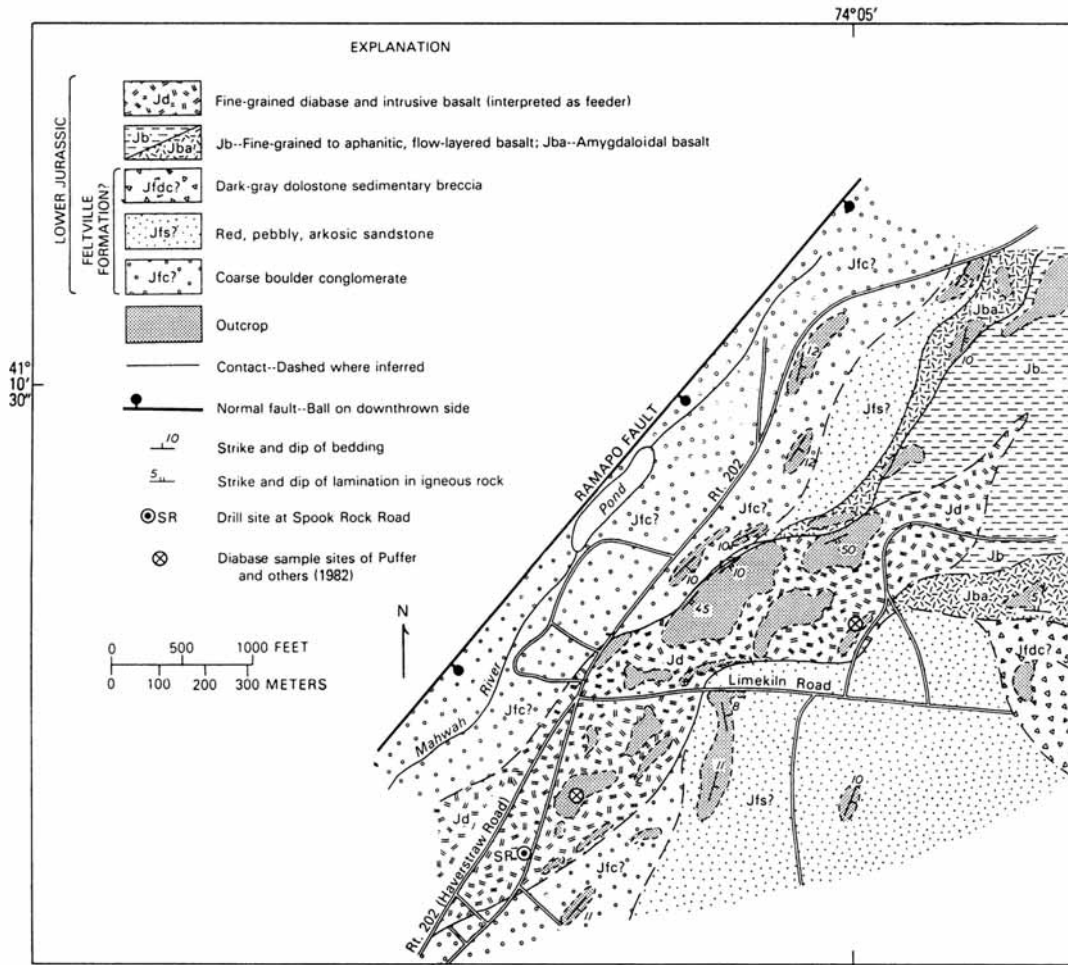 74°05'
EXPLANATION
LOWER JURASSIC
FELTVILLE
FORMATION?
Jd
Fine-grained diabase and intrusive basalt (interpreted as feeder)
Jb
Jba
Jb--Fine-grained to aphanitic, flow-layered basalt; Jba--Amygdaloidal basalt
Jfdc?
Dark-gray dolostone sedimentary breccia
Jfs?
Red, pebbly, arkosic sandstone
Jfc?
Coarse boulder conglomerate
Outcrop
Contact--Dashed where inferred
Normal fault--Ball on downthrown side
10
Strike and dip of bedding
5
Strike and dip of lamination in igneous rock
SR
Drill site at Spook Rock Road
Diabase sample sites of Puffer
and others (1982)
41°
10'
30"
N
0 500 1000 FEET
0 100 200 300 METERS
RAMAPO FAULT
Pond
Mahwah River
Rt. 202
Rt. 202 (Haverstraw Road)
Limekiln Road
Jfc?
12
Jba
10
Jb
12
Jfs?
12
Jfc?
Jfc?
Jd
10
10
10
50
45
Jb
Jba
5
Jfdc?
Jd
Jfc?
8
11
Jfs?
10
Jd
SR
Jfc?
11